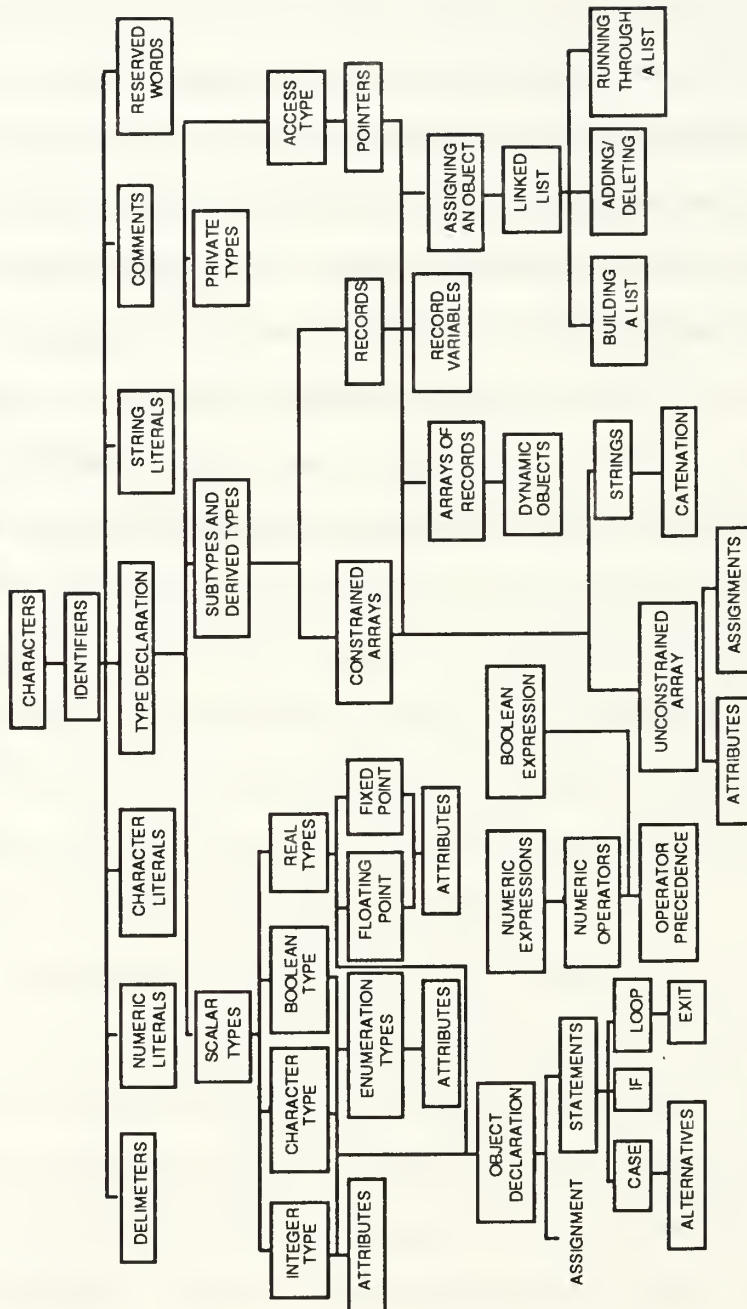 CHARACTERS
IDENTIFIERS
DELIMETERS
NUMERIC
LITERALS
CHARACTER
LITERALS
TYPE DECLARATION
STRING
LITERALS
COMMENTS
RESERVED
WORDS
SCALAR
TYPES
SUBTYPES AND
DERIVED TYPES
PRIVATE
TYPES
ACCESS
TYPE
INTEGER
TYPE
CHARACTER
TYPE
BOOLEAN
TYPE
REAL
TYPES
CONSTRAINED
ARRAYS
RECORDS
POINTERS
ATTRIBUTES
ENUMERATION
TYPES
FLOATING
POINT
FIXED
POINT
RECORD
VARIABLES
ATTRIBUTES
ATTRIBUTES
ARRAYS OF
RECORDS
ASSIGNING
AN OBJECT
OBJECT
DECLARATION
NUMERIC
EXPRESSIONS
BOOLEAN
EXPRESSION
DYNAMIC
OBJECTS
LINKED
LIST
ASSIGNMENT
STATEMENTS
NUMERIC
OPERATORS
BUILDING
A LIST
ADDING/
DELETING
RUNNING
THROUGH
A LIST
CASE
IF
LOOP
OPERATOR
PRECEDENCE
UNCONSTRAINED
ARRAY
STRINGS
ALTERNATIVES
EXIT
ATTRIBUTES
ASSIGNMENTS
CATENATION